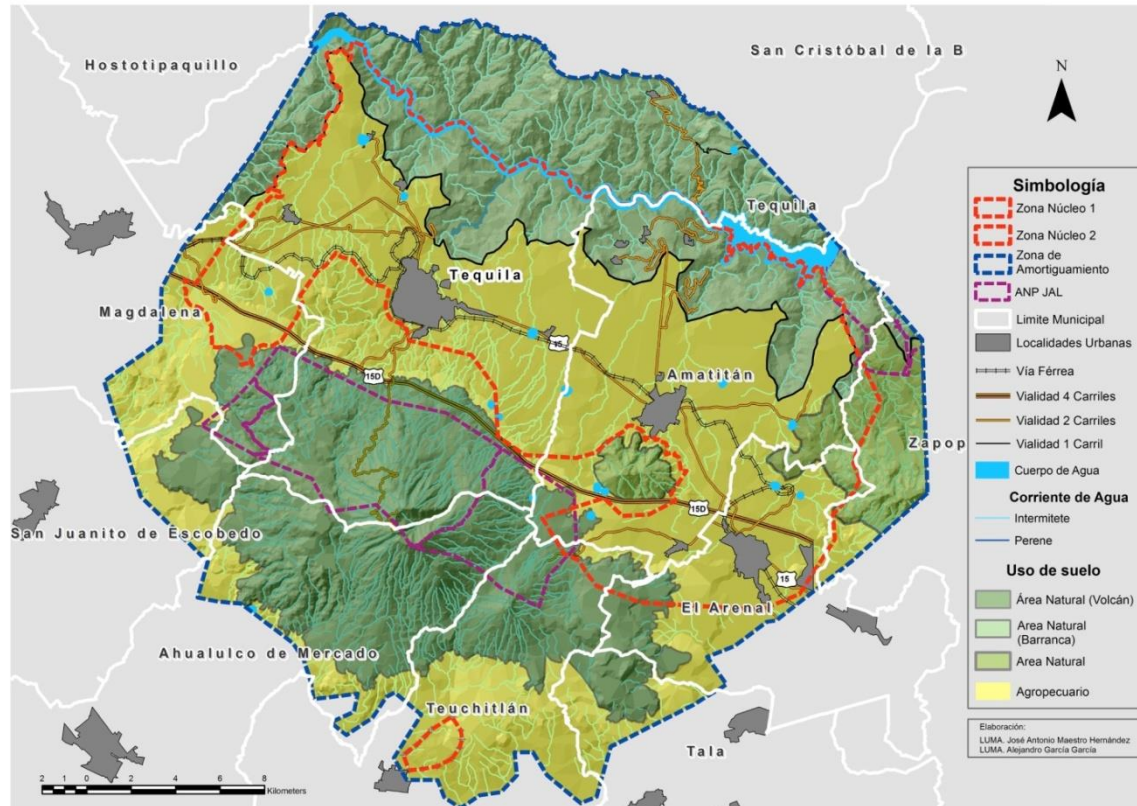 Hostotipaquillo
San Cristóbal de la B
N
Tequila
Tequila
Magdalena
15
15D
Amatitán
Zapop
15D
San Juanito de Escobedo
15
El Arenal
Ahualulco de Mercado
Teuchitlán
Tala
2 1 0 2 4 6 8
Kilometers
Simbología
Zona Núcleo 1
Zona Núcleo 2
Zona de
Amortiguamiento
ANP JAL
Limite Municipal
Localidades Urbanas
Vía Férrea
Vialidad 4 Carriles
Vialidad 2 Carriles
Vialidad 1 Carril
Cuerpo de Agua
Corriente de Agua
Intermitete
Perene
Uso de suelo
Área Natural (Volcán)
Area Natural
(Barranca)
Area Natural
Agropecuario
Elaboración:
LUMA. José Antonio Maestro Hernández
LUMA. Alejandro García García